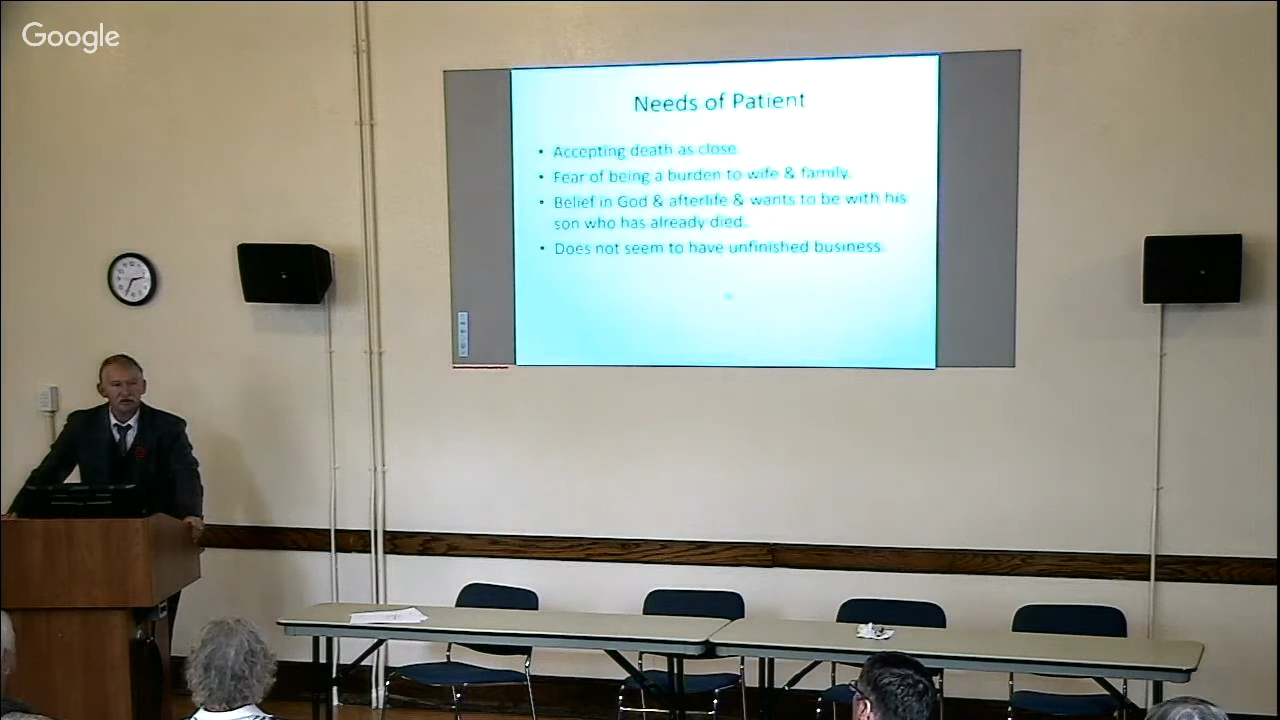 Google
Needs of Patient
• Accepting death as close.
• Fear of being a burden to wife & family.
• Belief in God & afterlife & wants to be with his
son who has already died.
• Does not seem to have unfinished business.